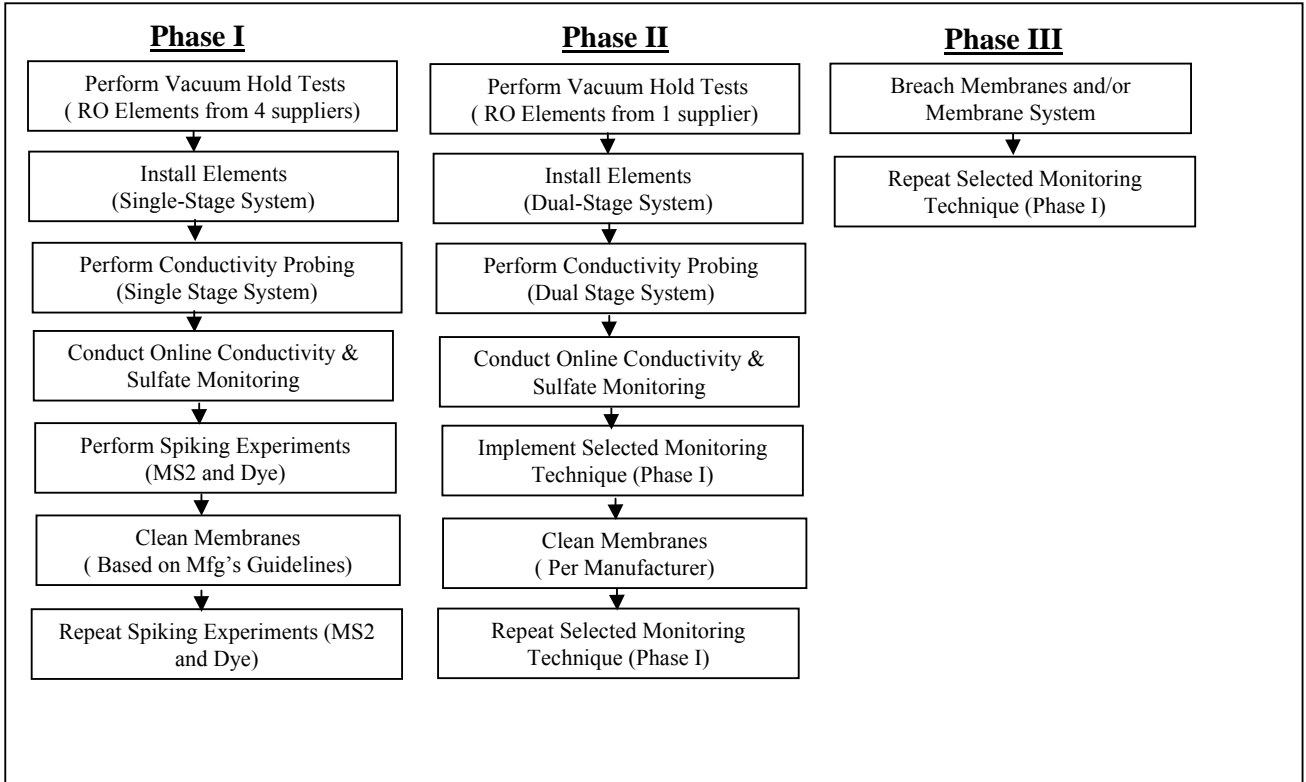 Phase I
Perform Vacuum Hold Tests
( RO Elements from 4 suppliers)
Install Elements
(Single-Stage System)
Perform Conductivity Probing
(Single Stage System)
Conduct Online Conductivity &
Sulfate Monitoring
Perform Spiking Experiments
(MS2 and Dye)
Clean Membranes
( Based on Mfg's Guidelines)
Repeat Spiking Experiments (MS2
and Dye)
Phase II
Perform Vacuum Hold Tests
( RO Elements from 1 supplier)
Install Elements
(Dual-Stage System)
Perform Conductivity Probing
(Dual Stage System)
Conduct Online Conductivity &
Sulfate Monitoring
Implement Selected Monitoring
Technique (Phase I)
Clean Membranes
( Per Manufacturer)
Repeat Selected Monitoring
Technique (Phase I)
Phase III
Breach Membranes and/or
Membrane System
Repeat Selected Monitoring
Technique (Phase I)